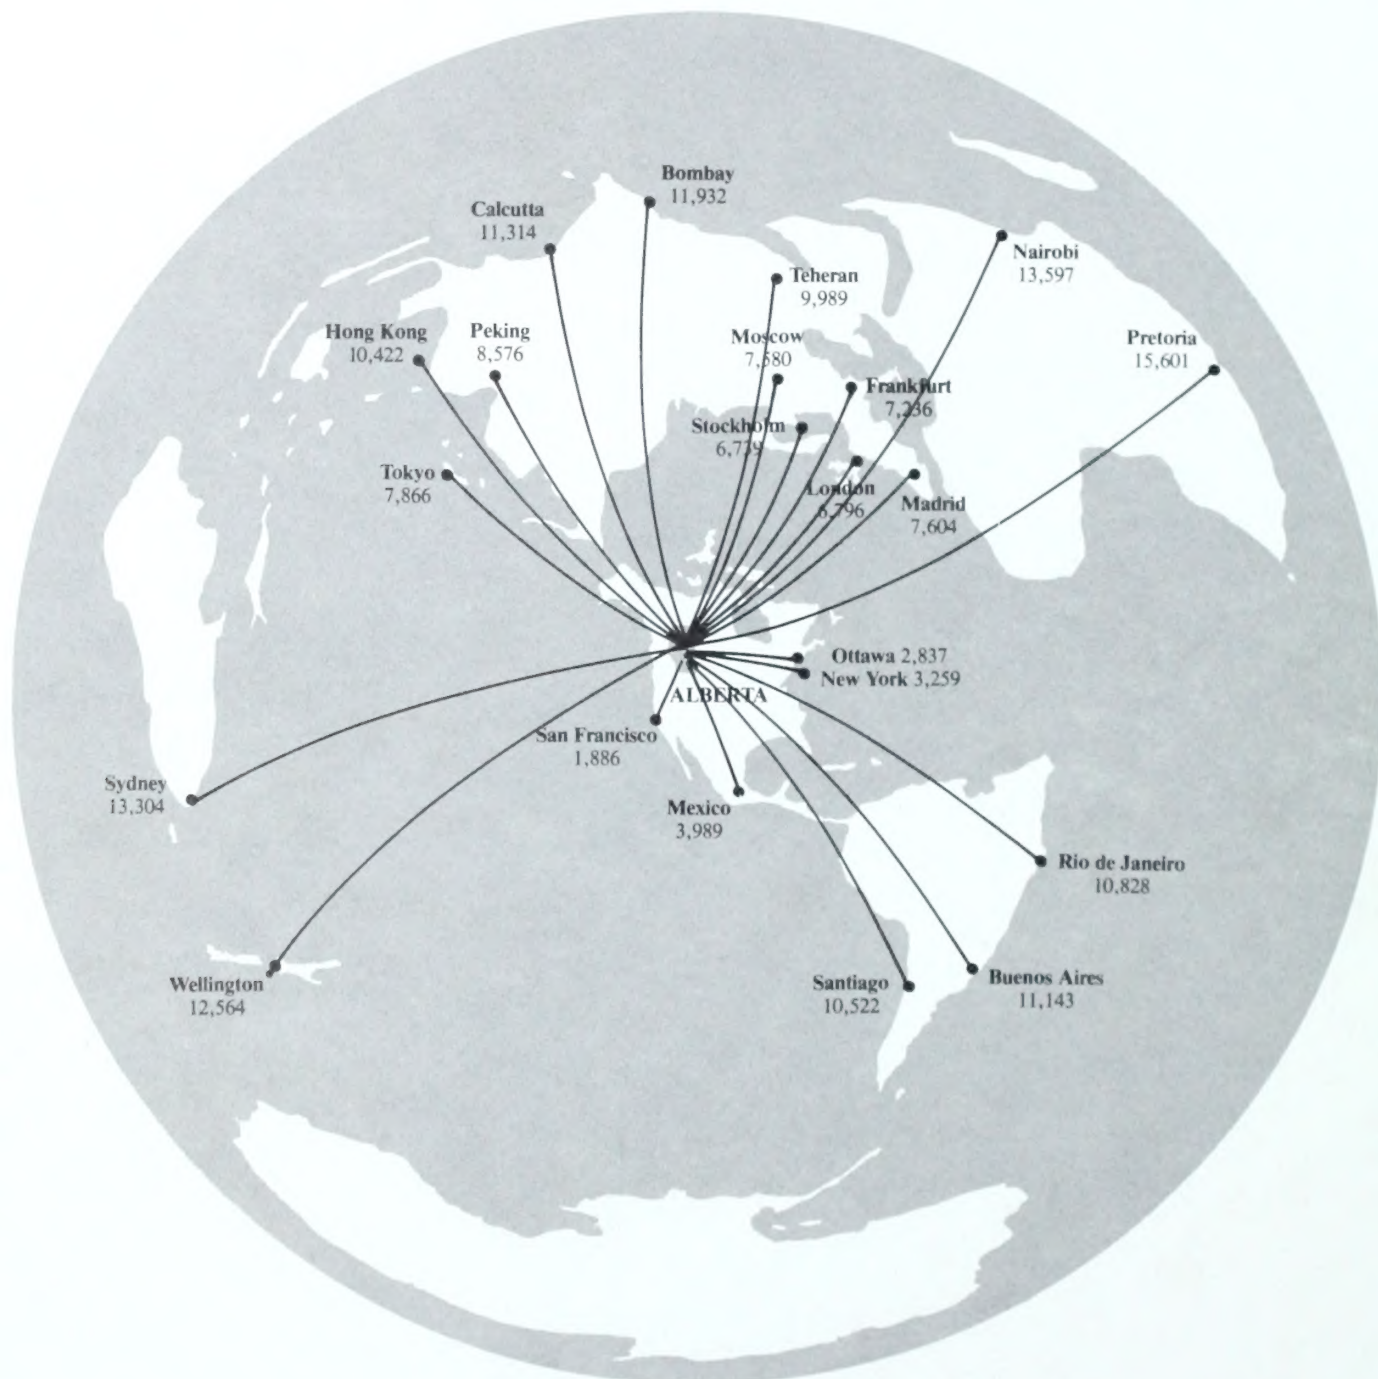 Bombay
11,932
Calcutta
11,314
Nairobi
13,597
Teheran
9,989
Hong Kong
10,422
Peking
8,576
Moscow
7,580
Pretoria
15,601
Frankfurt
7,236
Stockholm
6,739
Tokyo
7,866
London
6,796
Madrid
7,604
Ottawa 2,837
New York 3,259
ALBERTA
San Francisco
1,886
Sydney
13,304
Mexico
3,989
Rio de Janeiro
10,828
Wellington
12,564
Santiago
10,522
Buenos Aires
11,143